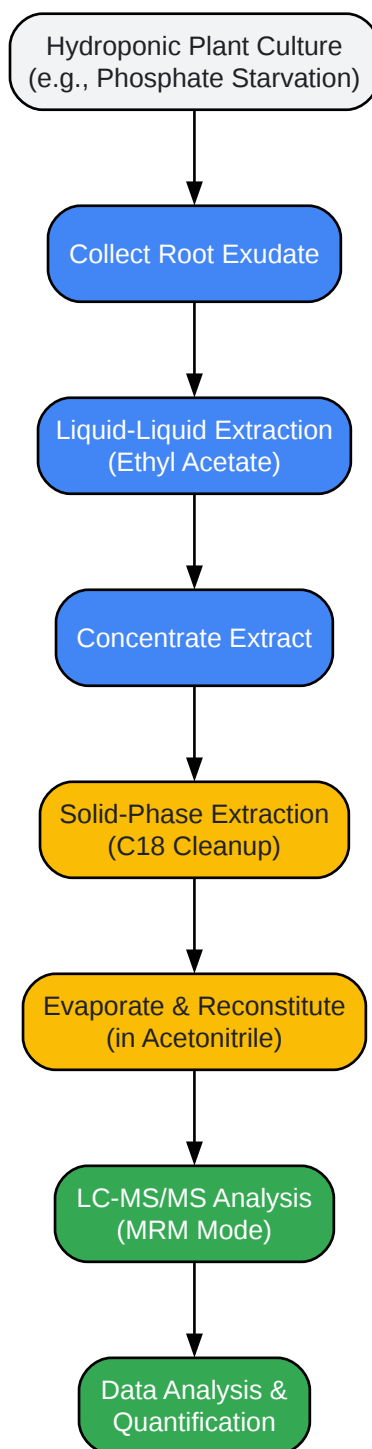 Hydroponic Plant Culture
(e.g., Phosphate Starvation)
Collect Root Exudate
Liquid-Liquid Extraction
(Ethyl Acetate)
Concentrate Extract
Solid-Phase Extraction
(C18 Cleanup)
Evaporate & Reconstitute
(in Acetonitrile)
LC-MS/MS Analysis
(MRM Mode)
Data Analysis &
Quantification